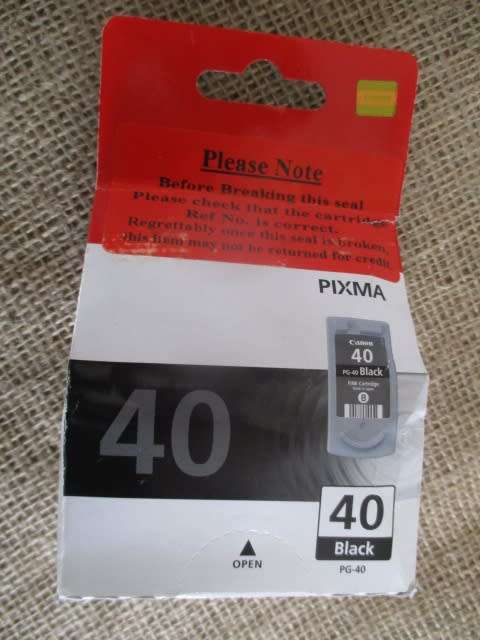 Please Note
Before Breaking this seal
Please check that the cartridge
Ref No. is correct.
Regrettably once this seal is broken,
this item may not be returned for credit
PIXMA
Canon
40
PG-40 Black
Ink Cartridge
B
40
40
Black
OPEN
PG-40